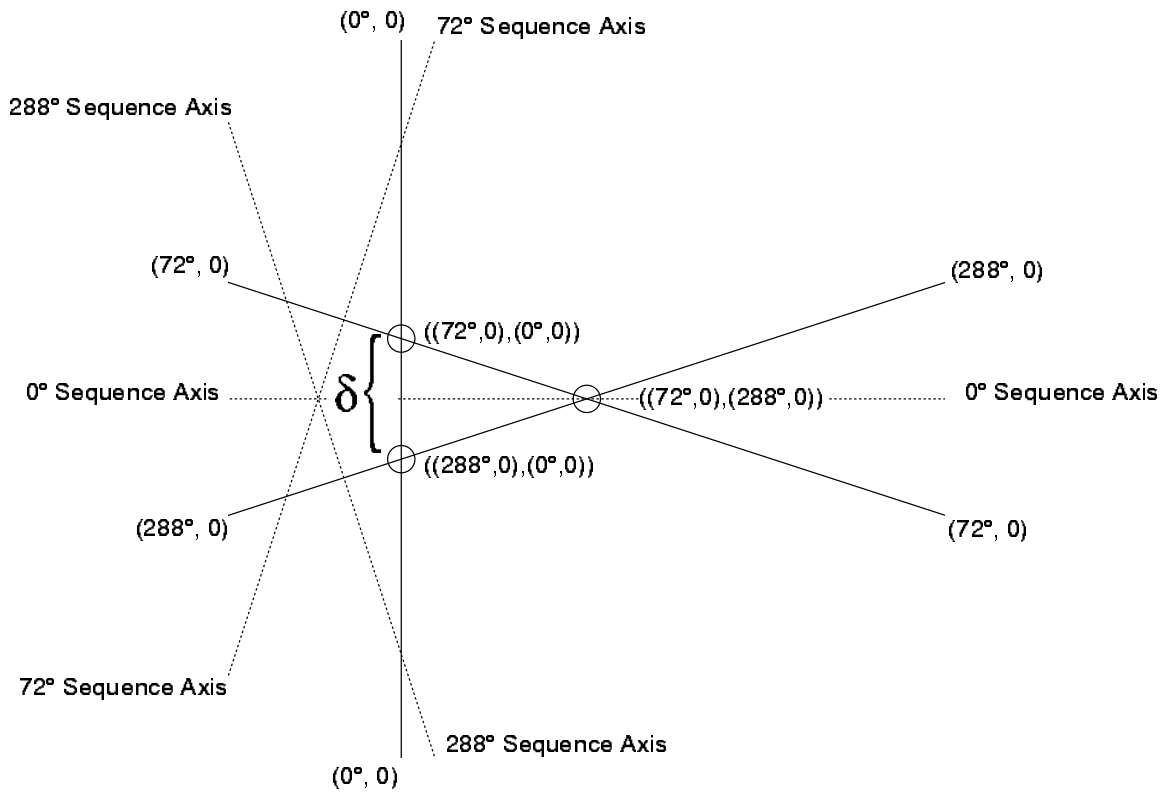 (0°, 0)
72° Sequence Axis
288° Sequence Axis
(72°, 0)
(288°, 0)
((72°,0),(0°,0))
0° Sequence Axis
δ
((72°,0),(288°,0))
0° Sequence Axis
((288°,0),(0°,0))
(288°, 0)
(72°, 0)
72° Sequence Axis
288° Sequence Axis
(0°, 0)